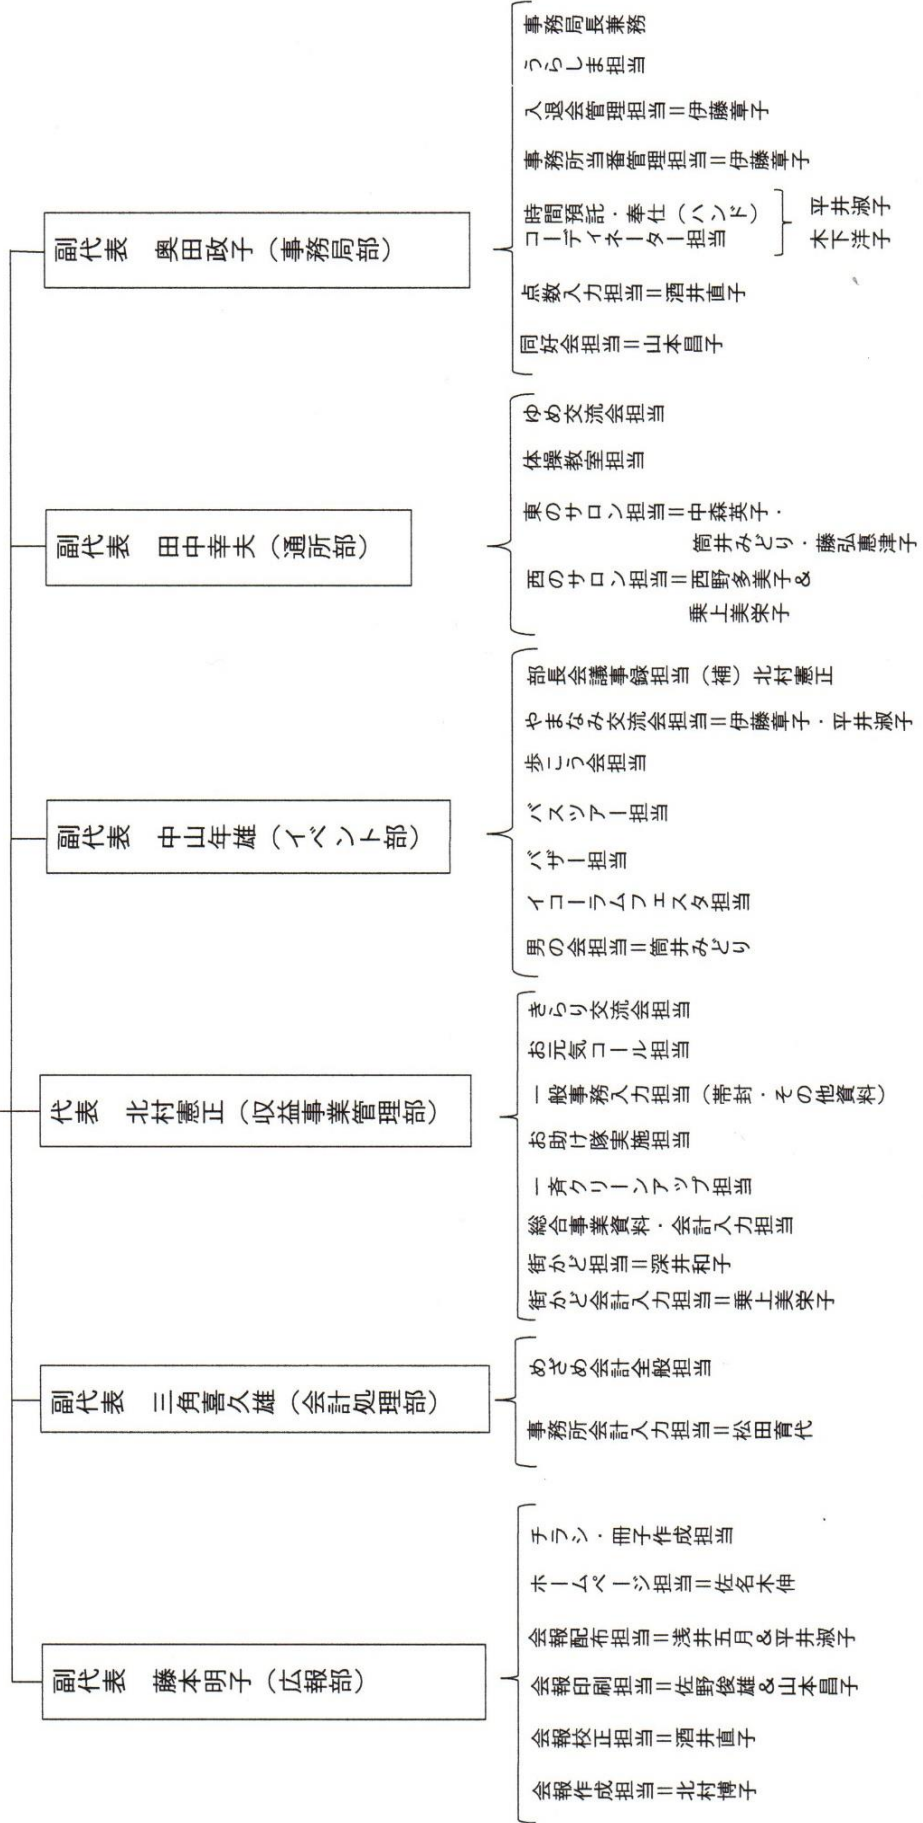 副代表　奥田政子（事務局部）
事務局長兼務
うらしま担当
入退会管理担当＝伊藤章子
事務所当番管理担当＝伊藤章子
時間預託・奉仕（ハンド）
コーディネーター担当
平井淑子
木下洋子
点数入力担当＝酒井直子
同好会担当＝山本昌子
副代表　田中幸夫（通所部）
ゆめ交流会担当
体操教室担当
東のサロン担当＝中森英子・
筒井みどり・藤弘恵津子
西のサロン担当＝西野多美子＆
乗上美栄子
副代表　中山年雄（イベント部）
部長会議事録担当（補）北村憲正
やまなみ交流会担当＝伊藤章子・平井淑子
歩こう会担当
バスツアー担当
バザー担当
イコーラムフェスタ担当
男の会担当＝筒井みどり
代表　北村憲正（収益事業管理部）
きらり交流会担当
お元気コール担当
一般事務入力担当（帯封・その他資料）
お助け隊実施担当
一斉クリーンアップ担当
総合事業資料・会計入力担当
街かど担当＝深井和子
街かど会計入力担当＝乗上美栄子
副代表　三角喜久雄（会計処理部）
めざめ会計全般担当
事務所会計入力担当＝松田育代
副代表　藤本明子（広報部）
チラシ・冊子作成担当
ホームページ担当＝佐名木伸
会報配布担当＝浅井五月＆平井淑子
会報印刷担当＝佐野俊雄＆山本昌子
会報校正担当＝酒井直子
会報作成担当＝北村博子